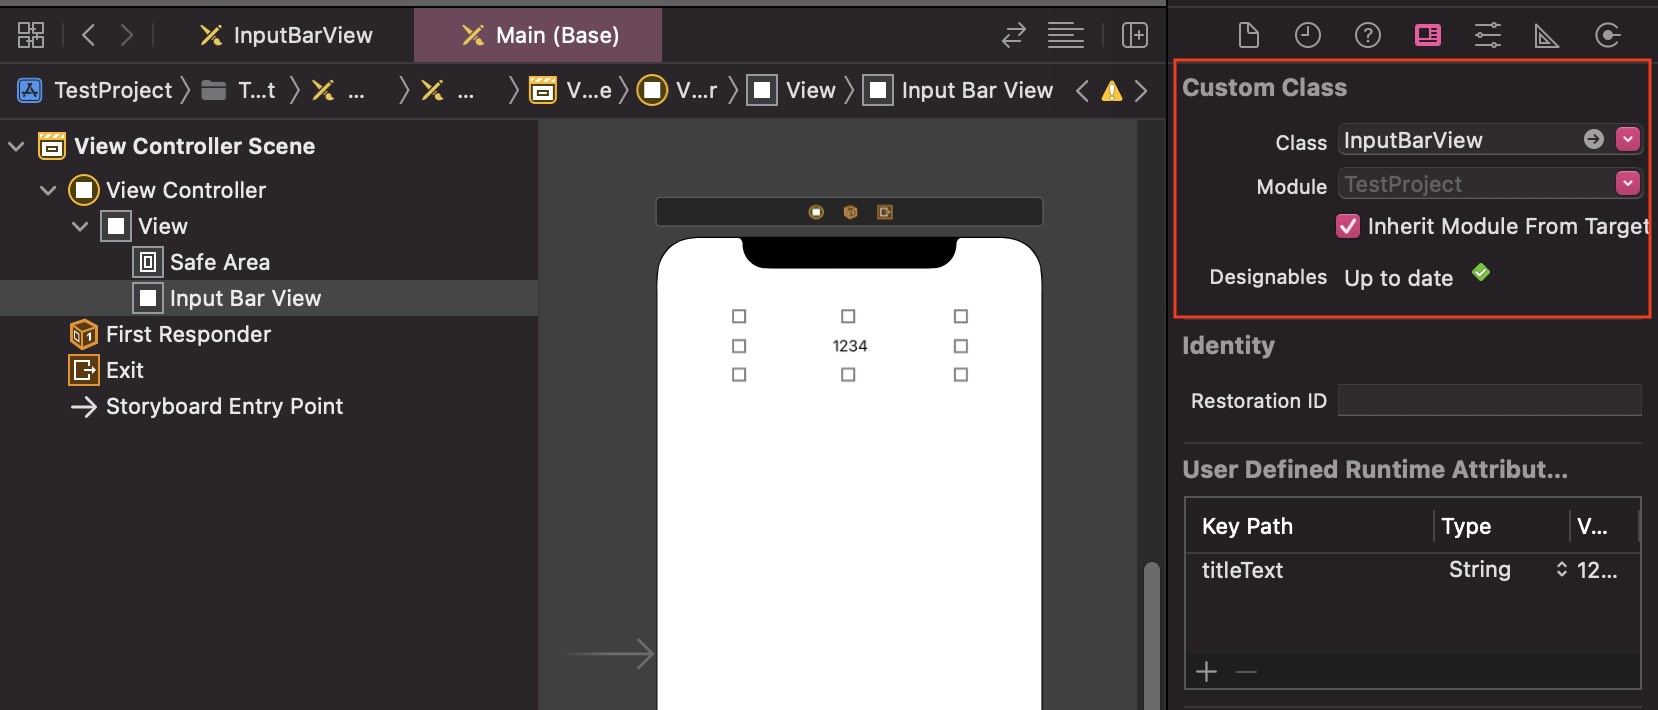 InputBarView
Main (Base)
TestProject
T...t
...
...
V...e
V...r
View
Input Bar View
View Controller Scene
View Controller
View
Safe Area
Input Bar View
First Responder
Exit
Storyboard Entry Point
1234
Custom Class
Class InputBarView
Module TestProject
Inherit Module From Target
Designables Up to date
Identity
Restoration ID
User Defined Runtime Attribut...
Key Path Type V...
titleText String 12...